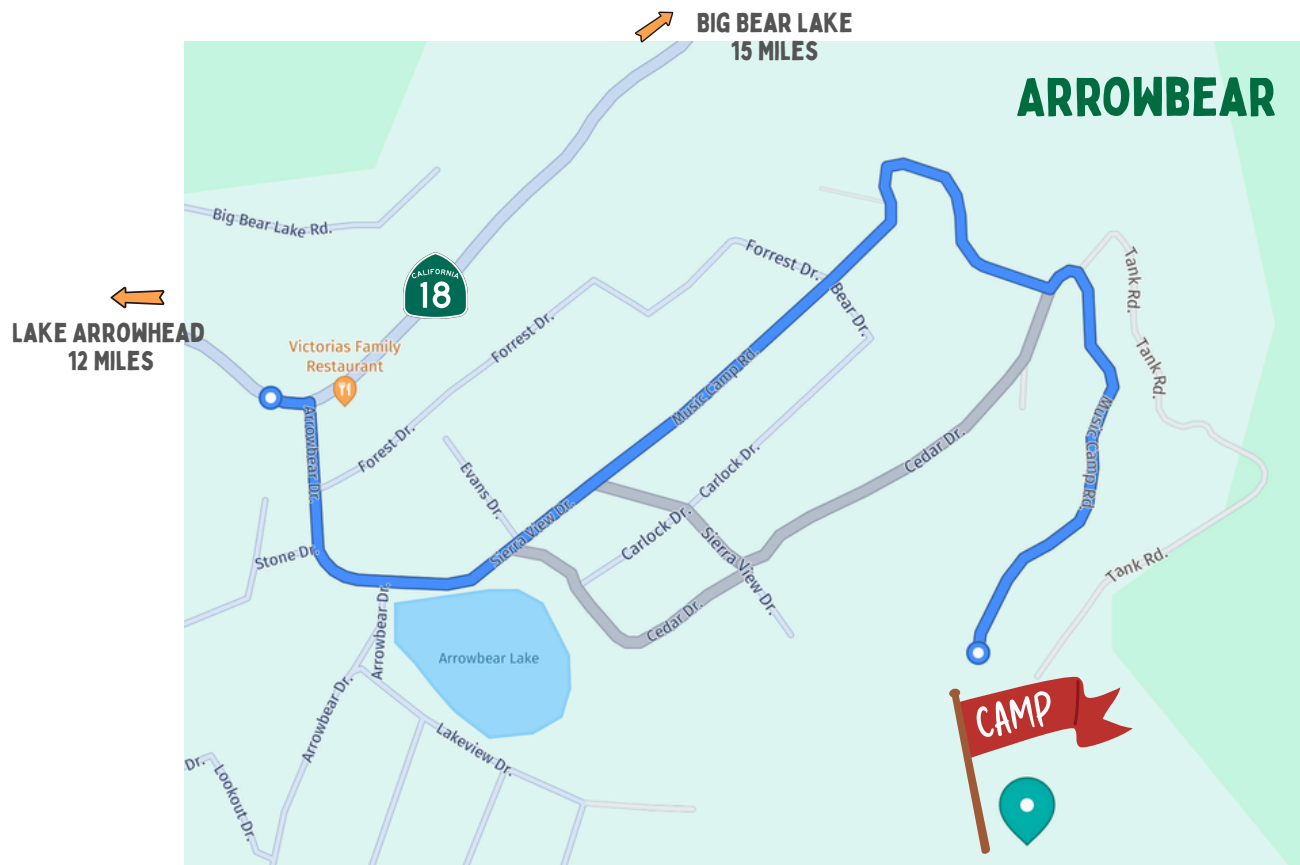 BIG BEAR LAKE
15 MILES
ARROWBEAR
Big Bear Lake Rd.
Forrest Dr.
Tank Rd.
CALIFORNIA
18
Bear Dr.
LAKE ARROWHEAD
12 MILES
Victorias Family
Restaurant
Forrest Dr.
Tank Rd.
Music Camp Rd.
Arrowbear Dr.
Forest Dr.
Evans Dr.
Carlock Dr.
Cedar Dr.
Music Camp Rd.
Sierra View Dr.
Carlock Dr.
Stone Dr.
Sierra View Dr.
Tank Rd.
Arrowbear Dr.
Cedar Dr.
Arrowbear Lake
Arrowbear Dr.
CAMP
Lakeview Dr.
Dr.
Lookout Dr.